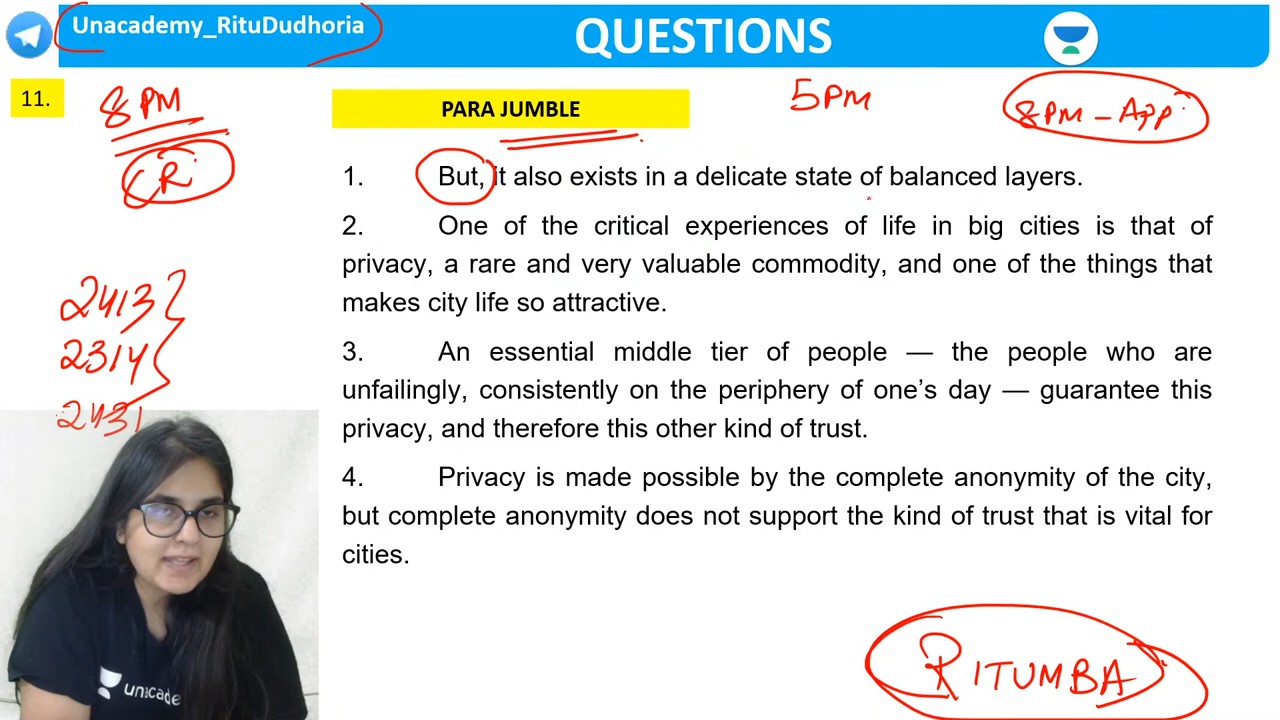 Unacademy_RituDudhoria
QUESTIONS
11.
8 PM
R
PARA JUMBLE
5PM
8PM - App
1. But, it also exists in a delicate state of balanced layers.
2. One of the critical experiences of life in big cities is that of
privacy, a rare and very valuable commodity, and one of the things that
makes city life so attractive.
3. An essential middle tier of people — the people who are
unfailingly, consistently on the periphery of one’s day — guarantee this
privacy, and therefore this other kind of trust.
4. Privacy is made possible by the complete anonymity of the city,
but complete anonymity does not support the kind of trust that is vital for
cities.
2413
2314
2431
unacademy
RITUMBA